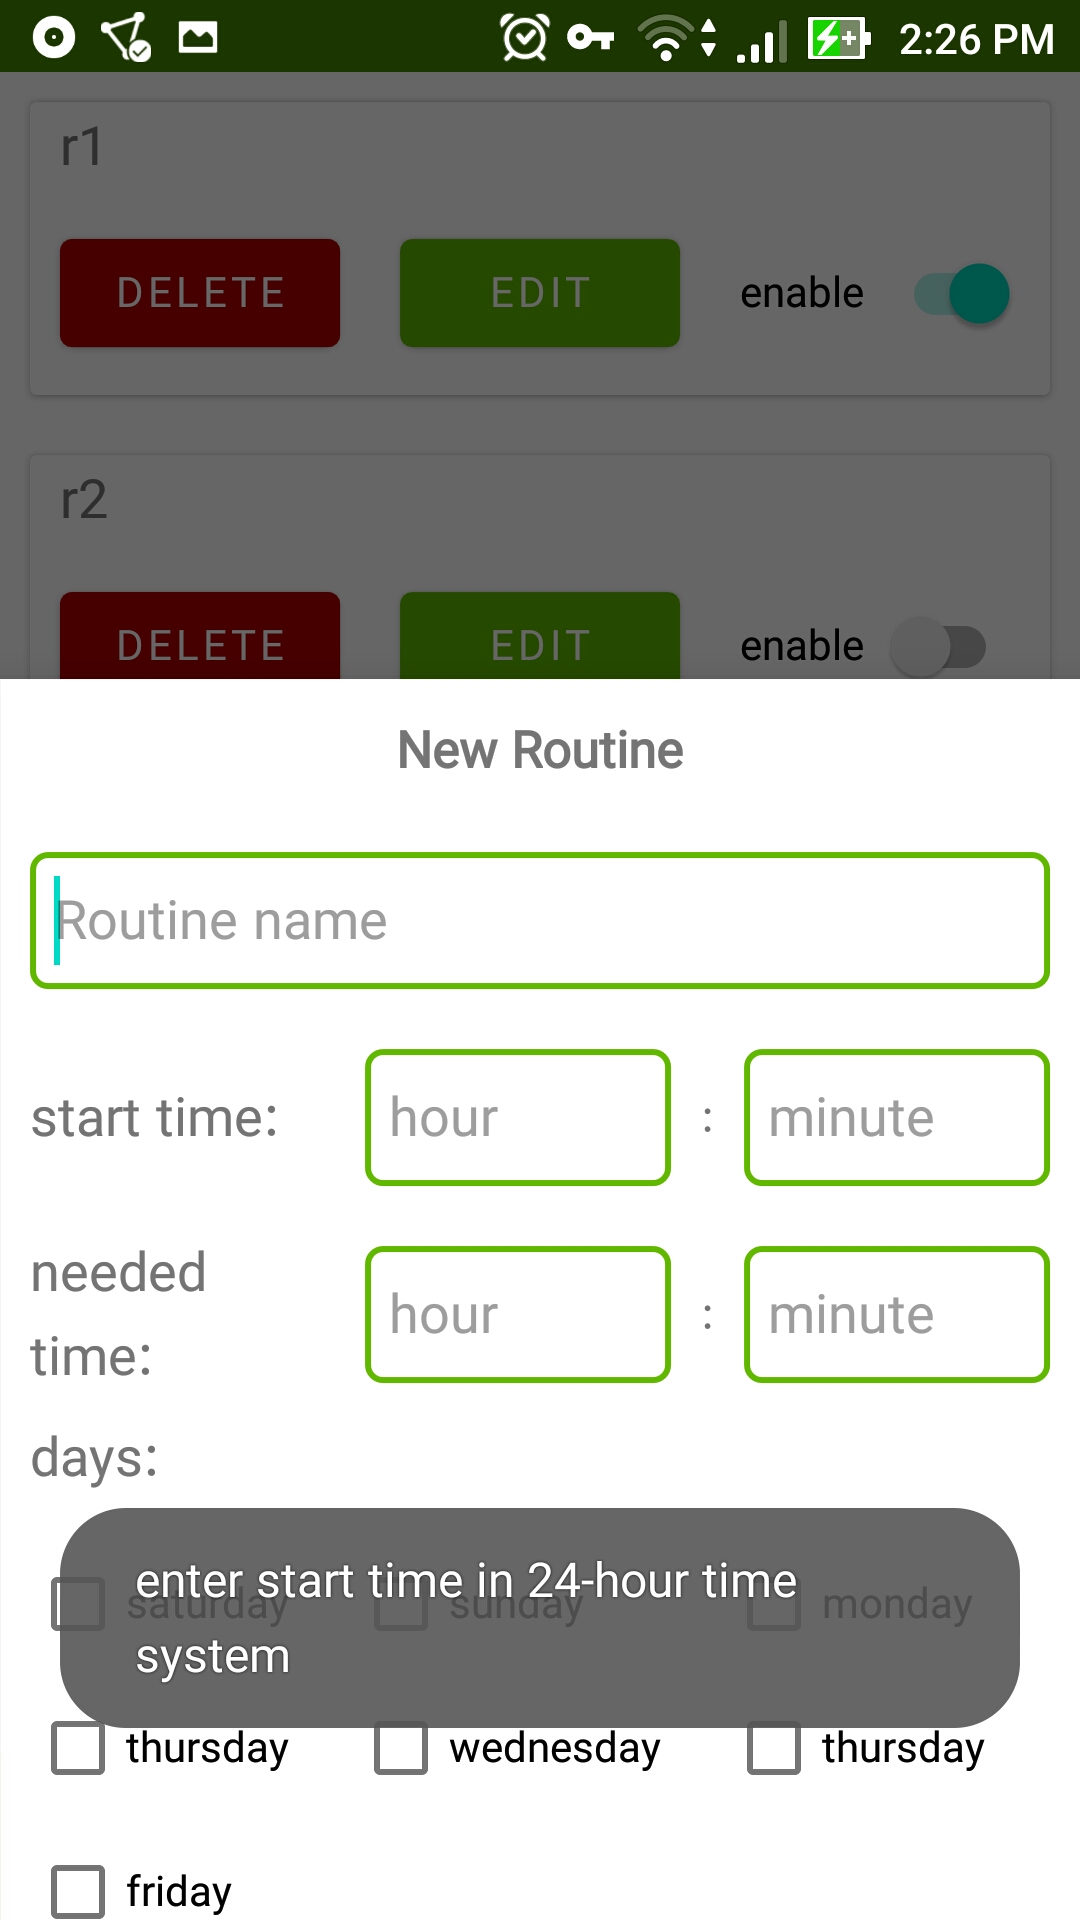 2:26 PM
r1
DELETE EDIT enable
r2
DELETE EDIT enable
New Routine
Routine name
start time: hour : minute
needed
time:
hour : minute
days:
enter start time in 24-hour time
system
saturday sunday monday
thursday wednesday thursday
friday